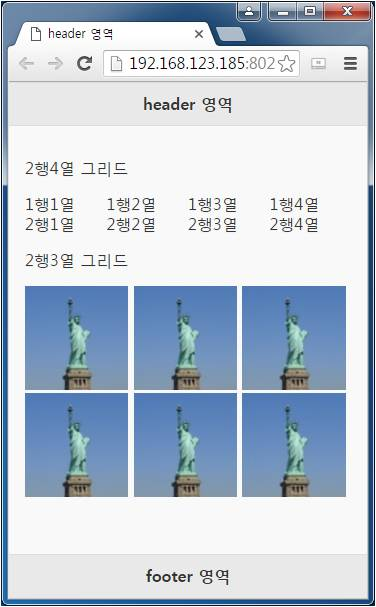 header 영역
192.168.123.185:802
header 영역
2행4열 그리드
1행1열 1행2열 1행3열 1행4열
2행1열 2행2열 2행3열 2행4열
2행3열 그리드
footer 영역